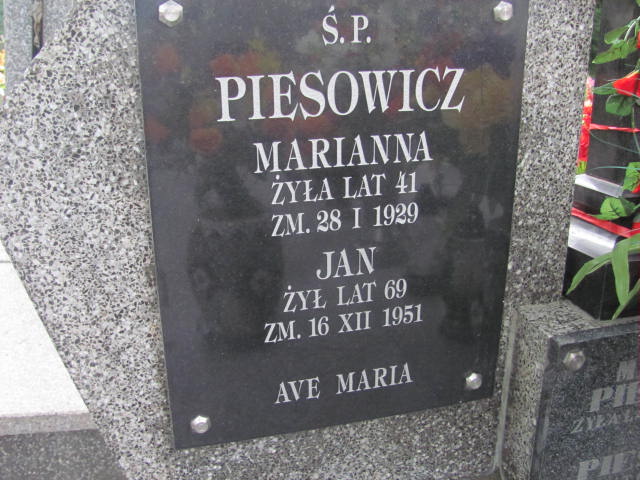 Ś.P.
PIESOWICZ
MARIANNA
ŻYŁA LAT 41
ZM. 28 I 1929
JAN
ŻYŁ LAT 69
ZM. 16 XII 1951
AVE MARIA